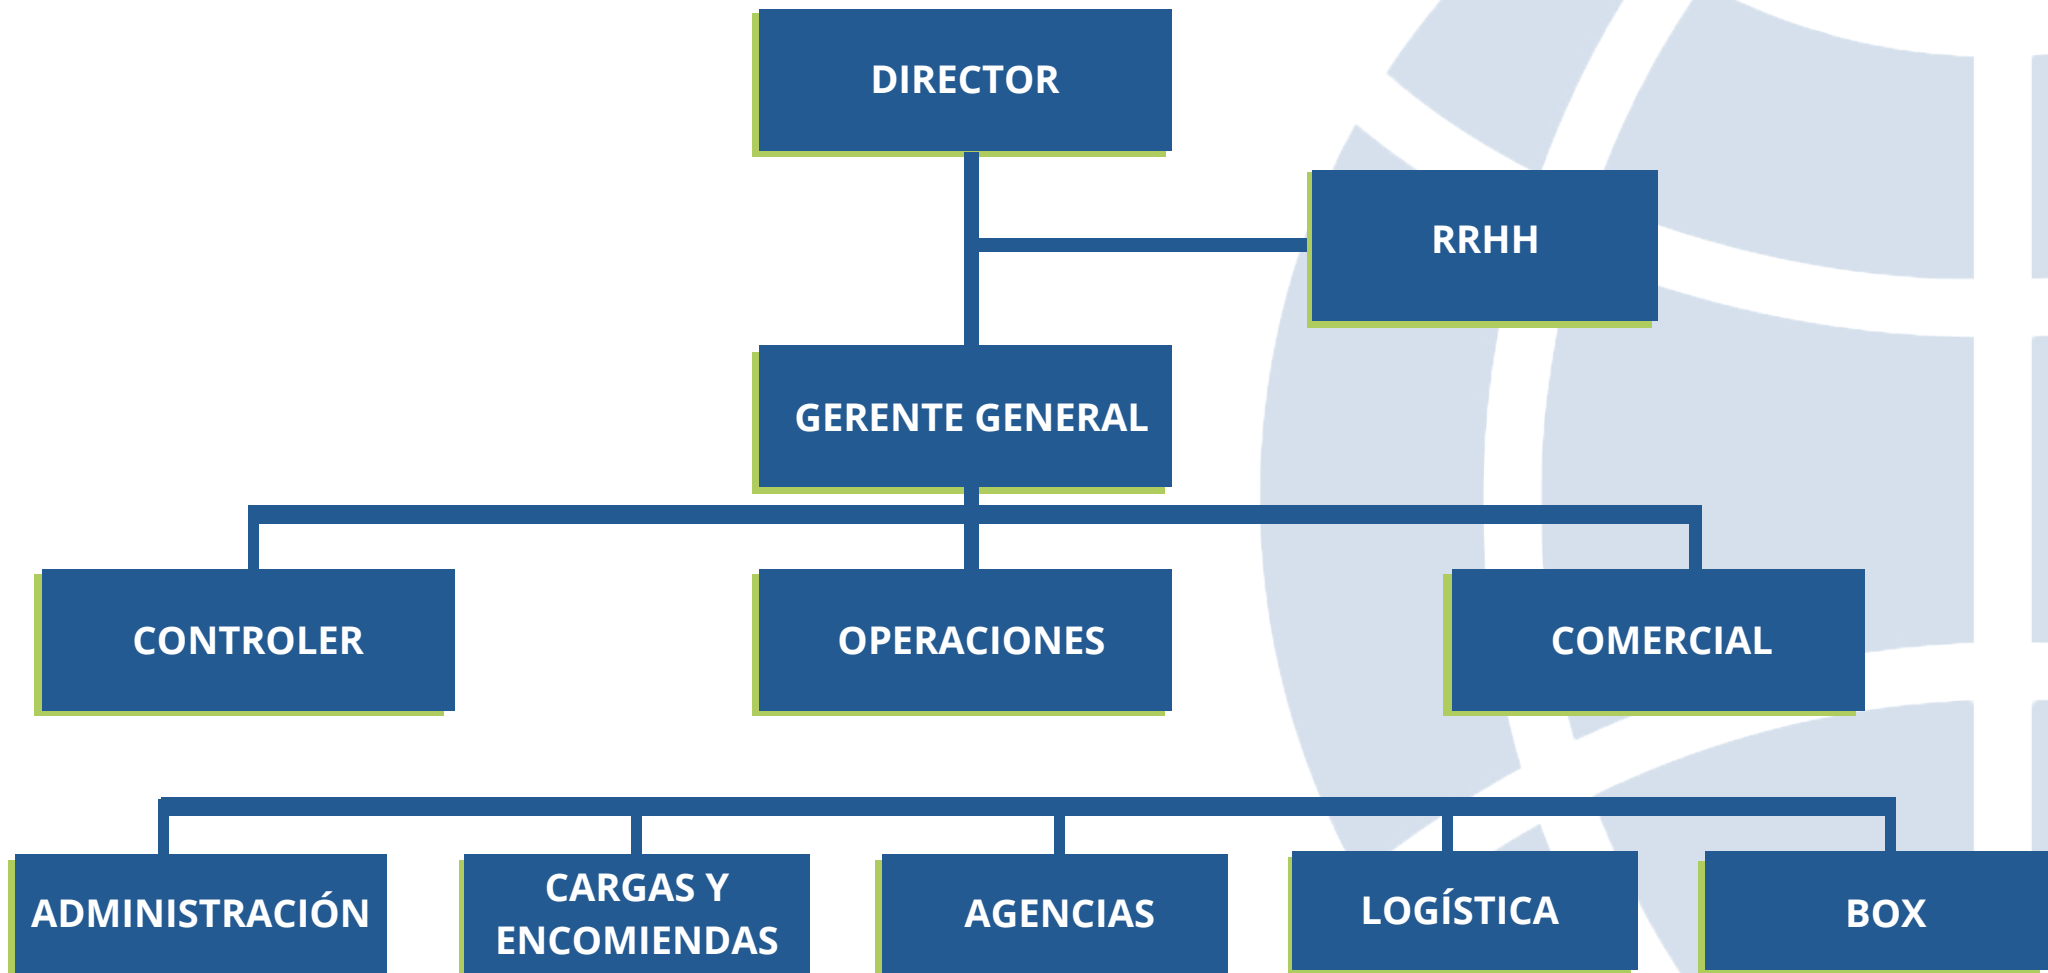 DIRECTOR
RRHH
GERENTE GENERAL
CONTROLER
OPERACIONES
COMERCIAL
ADMINISTRACIÓN
CARGAS Y
ENCOMIENDAS
AGENCIAS
LOGÍSTICA
BOX